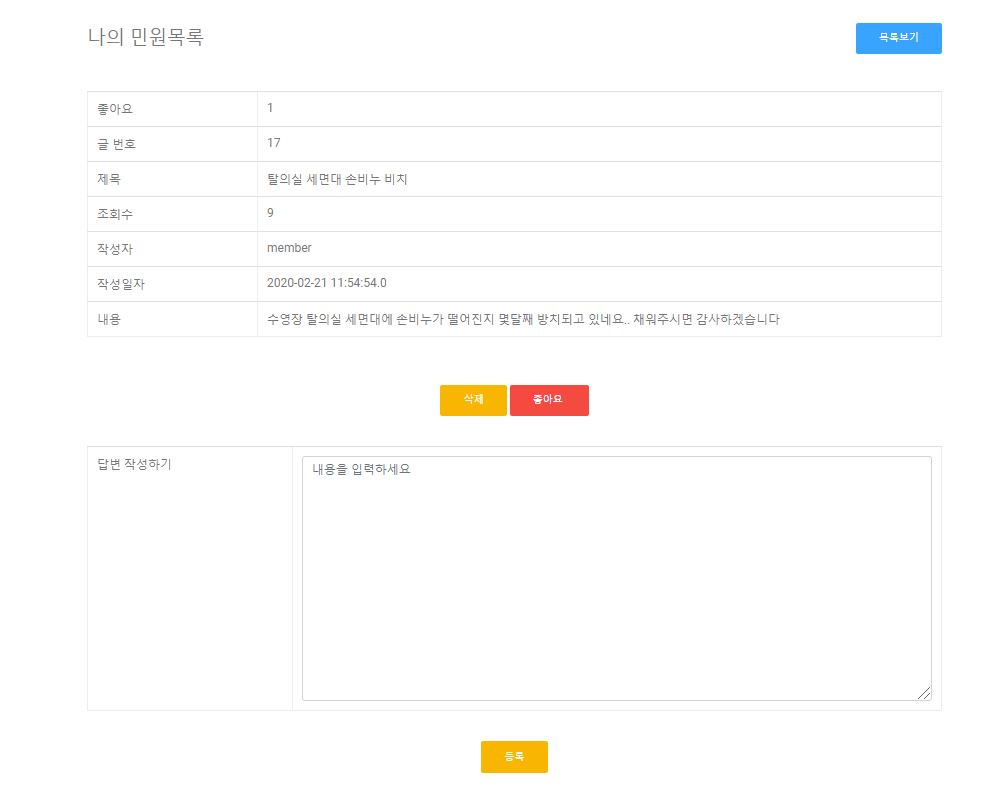 나의 민원목록
목록보기
좋아요 1
글 번호 17
제목 탈의실 세면대 손비누 비치
조회수 9
작성자 member
작성일자 2020-02-21 11:54:54.0
내용 수영장 탈의실 세면대에 손비누가 떨어진지 몇달째 방치되고 있네요.. 채워주시면 감사하겠습니다
삭제 좋아요
답변 작성하기 내용을 입력하세요
등록